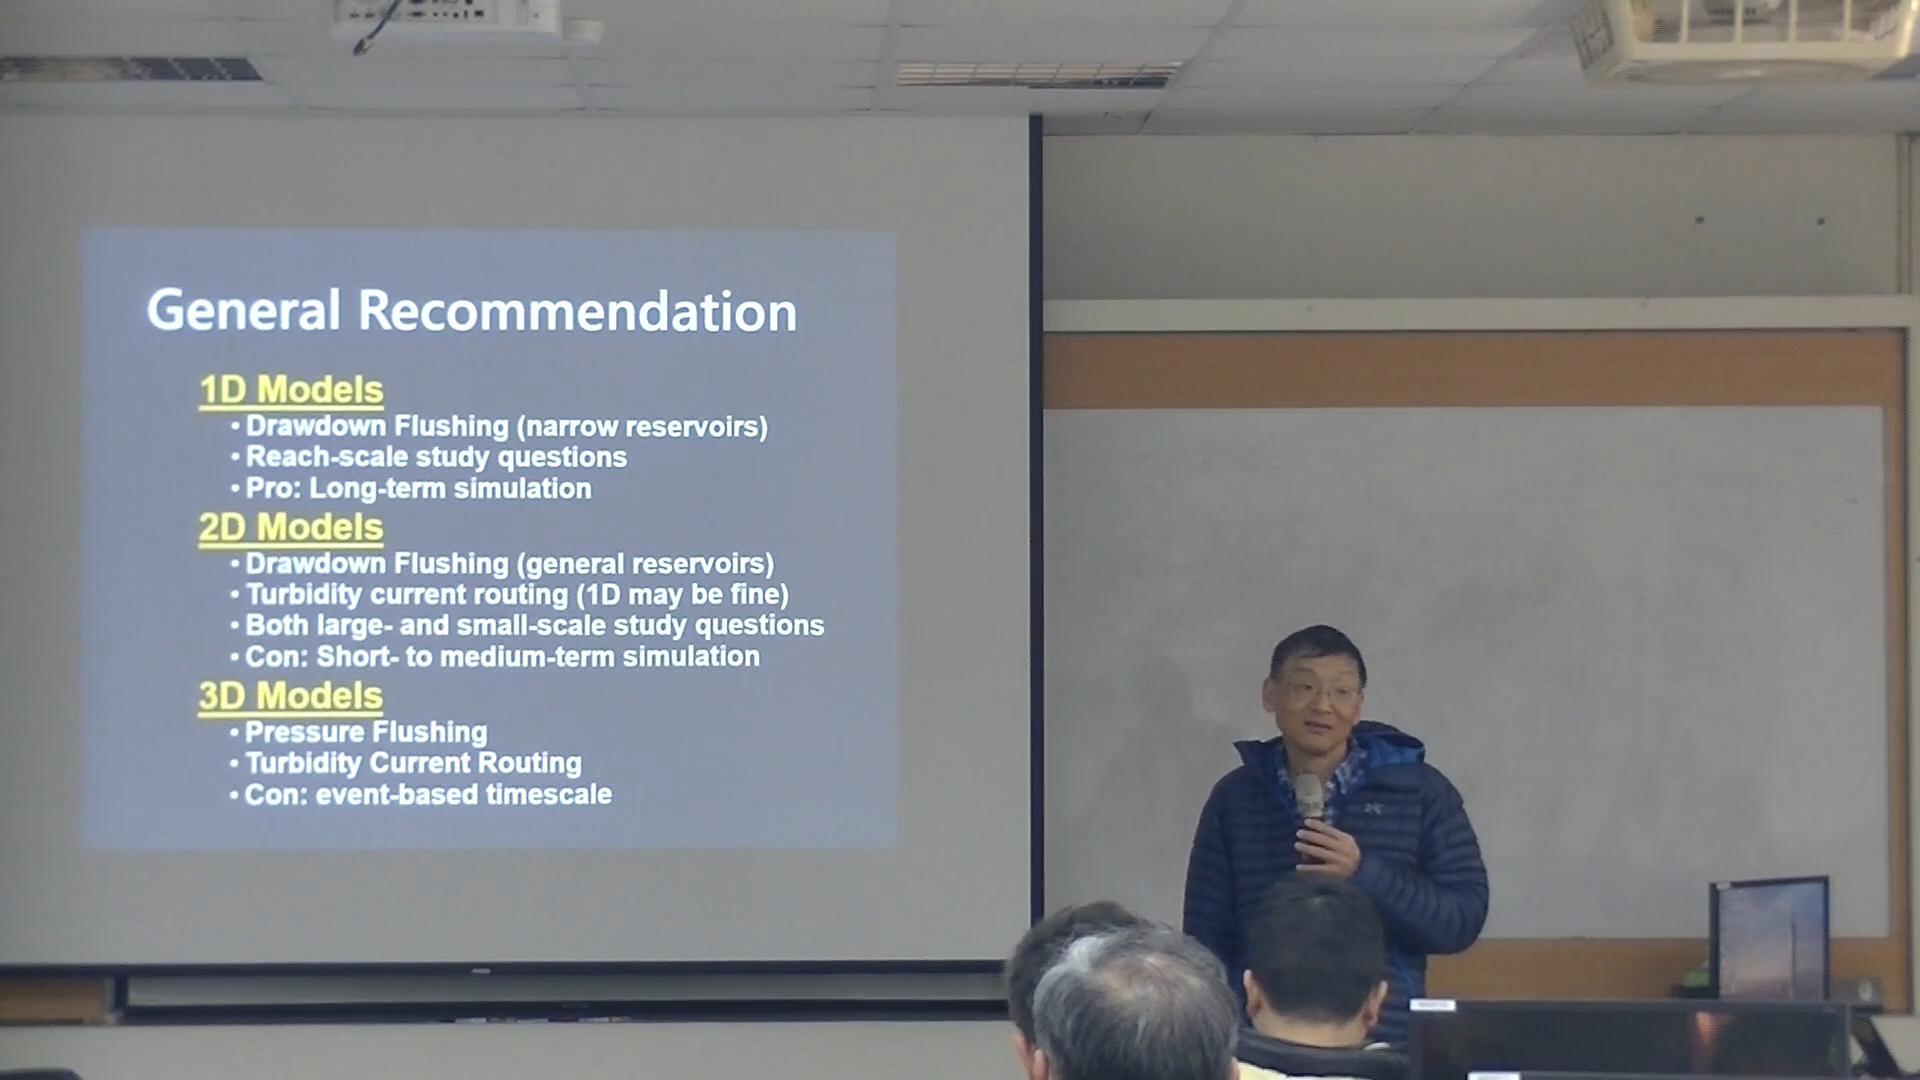 General Recommendation
1D Models
• Drawdown Flushing (narrow reservoirs)
• Reach-scale study questions
• Pro: Long-term simulation
2D Models
• Drawdown Flushing (general reservoirs)
• Turbidity current routing (1D may be fine)
• Both large- and small-scale study questions
• Con: Short- to medium-term simulation
3D Models
• Pressure Flushing
• Turbidity Current Routing
• Con: event-based timescale